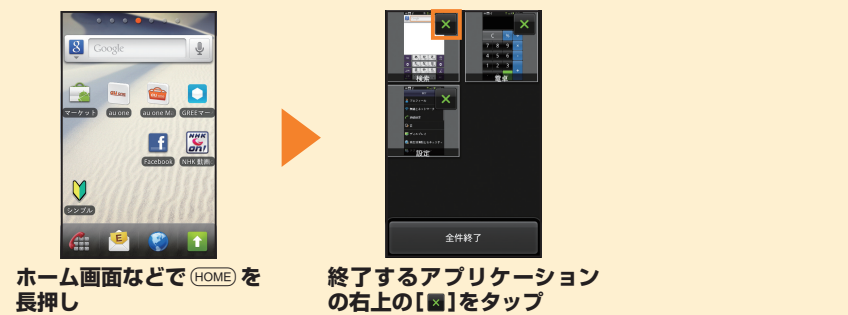 Google
マーケット
au one
au one Mi
GREEマー
Facebook
NHK 動画
シンプル
ホーム画面などで HOME を
長押し
検索
電卓
設定
全件終了
終了するアプリケーション
の右上の[×]をタップ